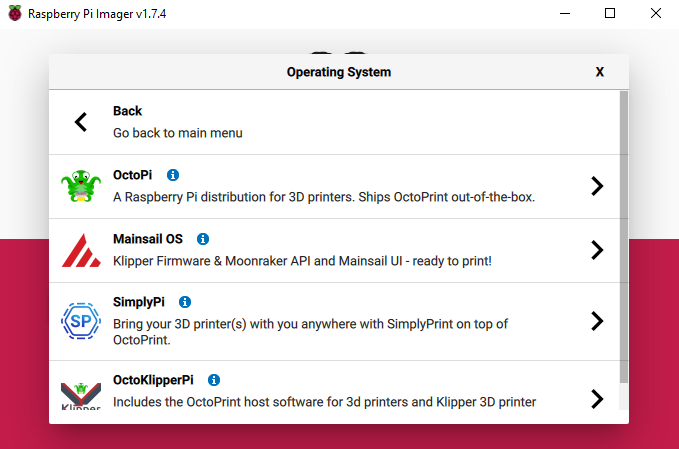 Raspberry Pi Imager v1.7.4
Operating System
X
Back
Go back to main menu
OctoPi
A Raspberry Pi distribution for 3D printers. Ships OctoPrint out-of-the-box.
Mainsail OS
Klipper Firmware & Moonraker API and Mainsail UI - ready to print!
SP
SimplyPi
Bring your 3D printer(s) with you anywhere with SimplyPrint on top of
OctoPrint.
OctoKlipperPi
Klipper
Includes the OctoPrint host software for 3d printers and Klipper 3D printer